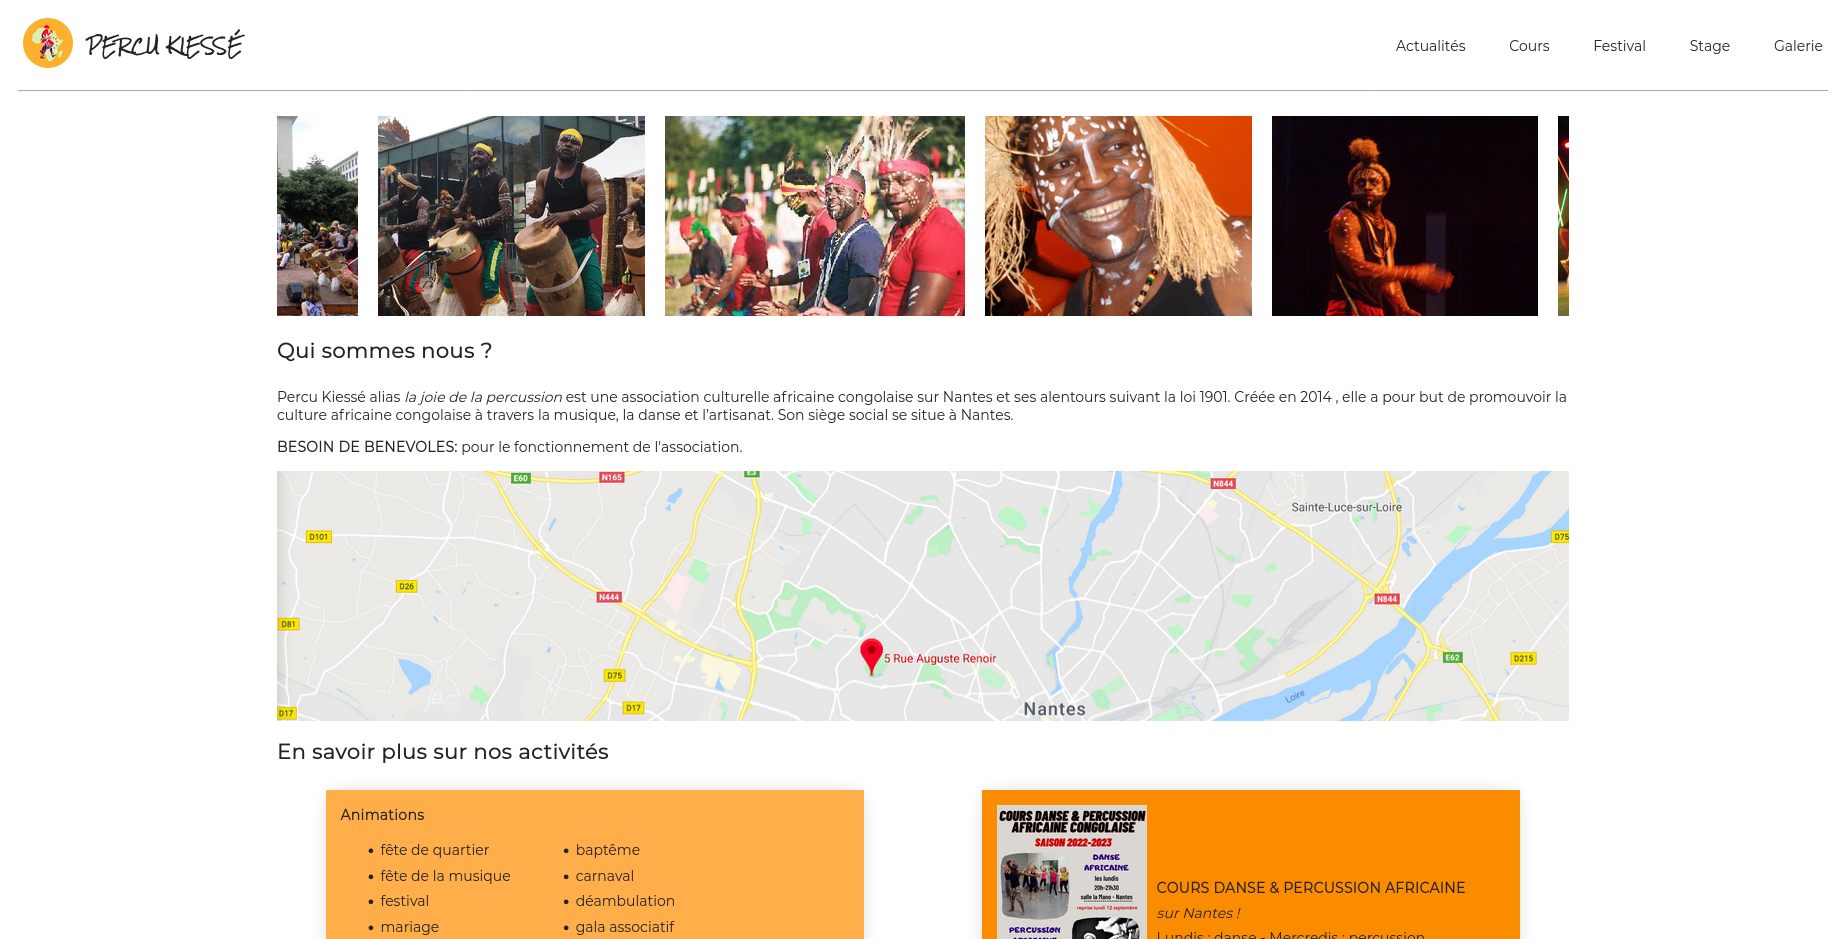 PERCU KIESSÉ
Actualités
Cours
Festival
Stage
Galerie
Qui sommes nous ?
Percu Kiessé alias la joie de la percussion est une association culturelle africaine congolaise sur Nantes et ses alentours suivant la loi 1901. Créée en 2014 , elle a pour but de promouvoir la
culture africaine congolaise à travers la musique, la danse et l'artisanat. Son siège social se situe à Nantes.
BESOIN DE BENEVOLES: pour le fonctionnement de l'association.
E60
N165
E3
N844
Sainte-Luce-sur-Loire
D101
D75
D26
N444
N844
D81
5 Rue Auguste Renoir
E62
D215
D75
Loire
D17
D17
Nantes
En savoir plus sur nos activités
Animations
fête de quartier
fête de la musique
festival
mariage
baptême
carnaval
déambulation
gala associatif
COURS DANSE & PERCUSSION
AFRICAINE CONGOLAISE
SAISON 2022-2023
DANSE
AFRICAINE
les lundis
20h-21h30
salle la Mano - Nantes
reprise lundi 12 septembre
PERCUSSION
COURS DANSE & PERCUSSION AFRICAINE
sur Nantes !
Lundis : danse - Mercredis : percussion